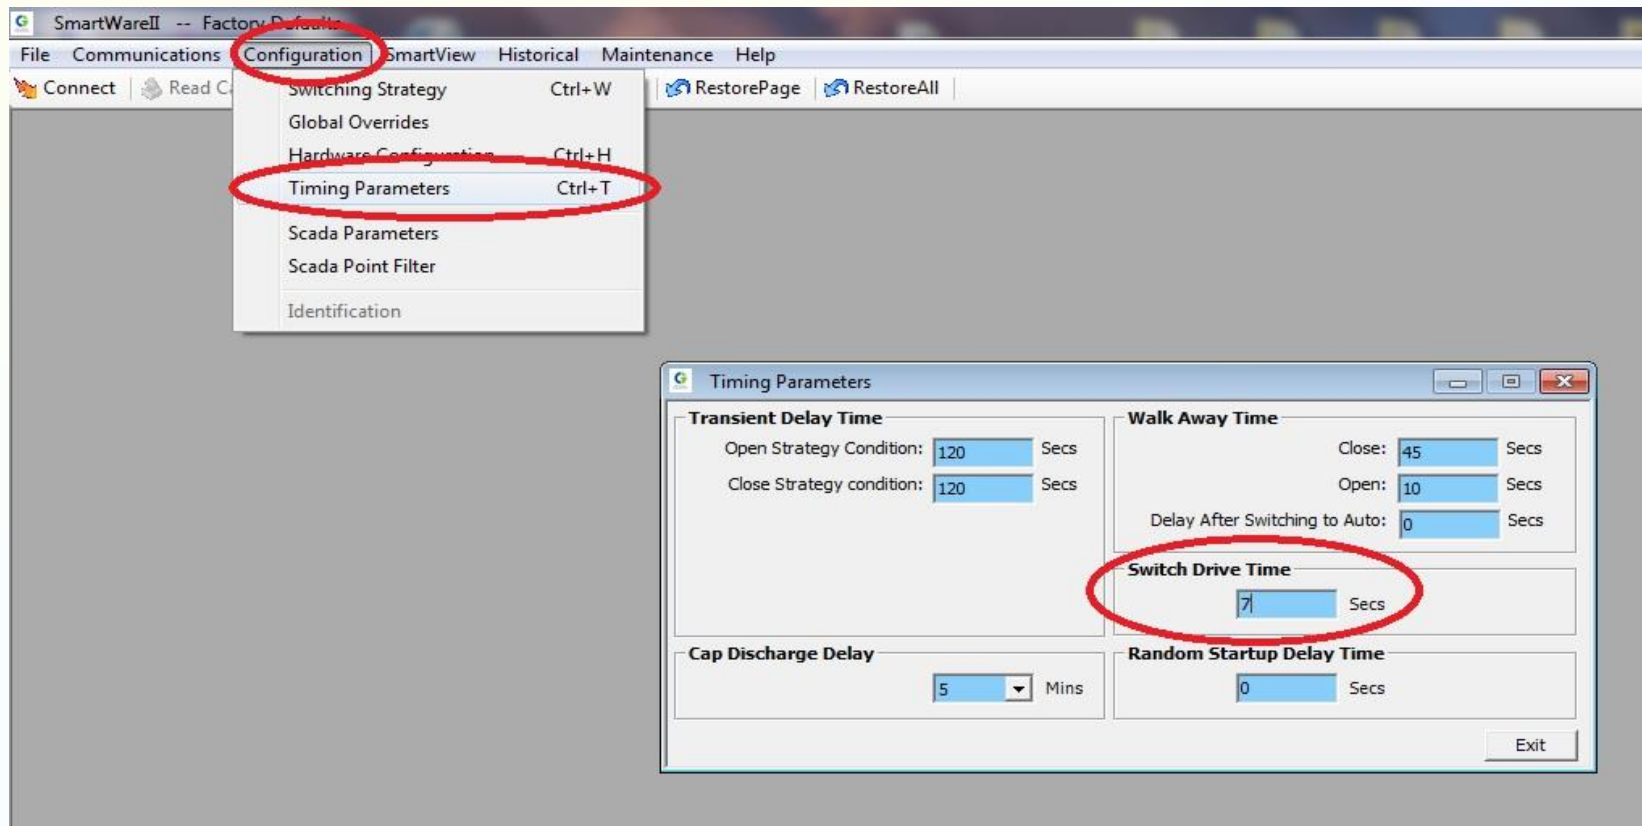 SmartWareII -- Factory Defaults
File Communications Configuration SmartView Historical Maintenance Help
Connect Read RestorePage RestoreAll
Switching Strategy Ctrl+W
Global Overrides
Hardware Configuration Ctrl+H
Timing Parameters Ctrl+T
Scada Parameters
Scada Point Filter
Identification
Timing Parameters
Transient Delay Time
Open Strategy Condition: 120 Secs
Close Strategy condition: 120 Secs
Walk Away Time
Close: 45 Secs
Open: 10 Secs
Delay After Switching to Auto: 0 Secs
Switch Drive Time
7 Secs
Cap Discharge Delay
5 Mins
Random Startup Delay Time
0 Secs
Exit